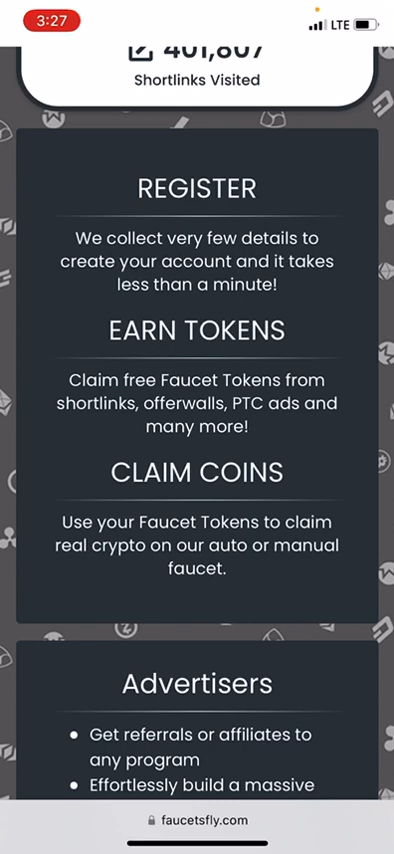 3:27
LTE
401,807
Shortlinks Visited
REGISTER
We collect very few details to
create your account and it takes
less than a minute!
EARN TOKENS
Claim free Faucet Tokens from
shortlinks, offerwalls, PTC ads and
many more!
CLAIM COINS
Use your Faucet Tokens to claim
real crypto on our auto or manual
faucet.
Advertisers
• Get referrals or affiliates to
any program
• Effortlessly build a massive
faucetsfly.com